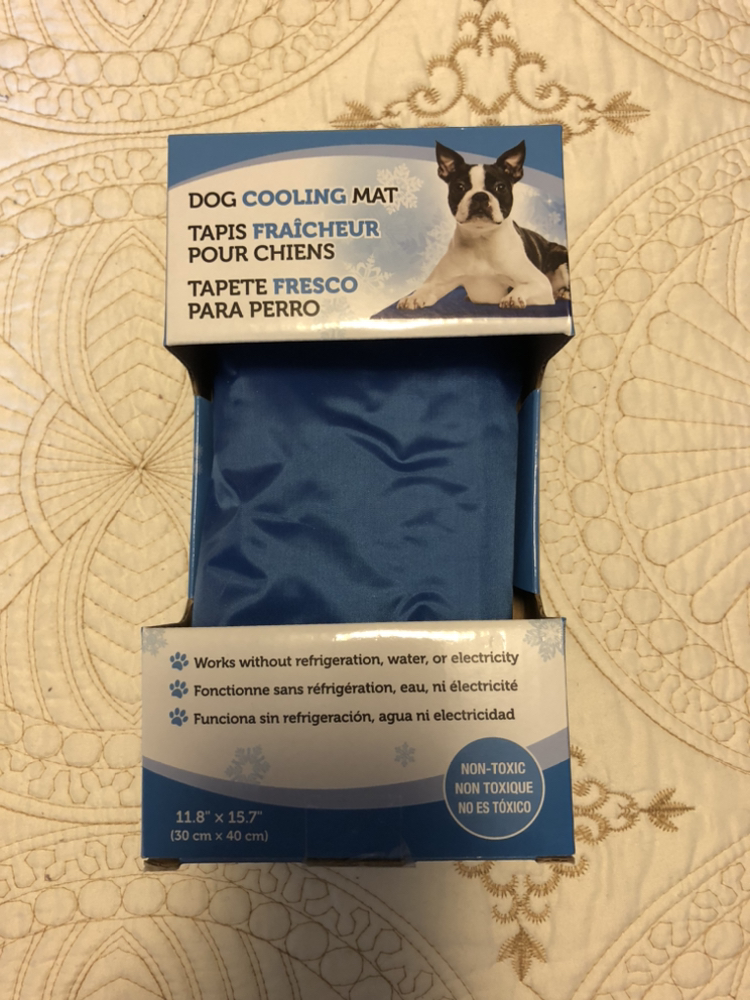 DOG COOLING MAT
TAPIS FRAÎCHEUR
POUR CHIENS
TAPETE FRESCO
PARA PERRO
Works without refrigeration, water, or electricity
Fonctionne sans réfrigération, eau, ni électricité
Funciona sin refrigeración, agua ni electricidad
NON-TOXIC
NON TOXIQUE
NO ES TÓXICO
11.8" x 15.7"
(30 cm x 40 cm)